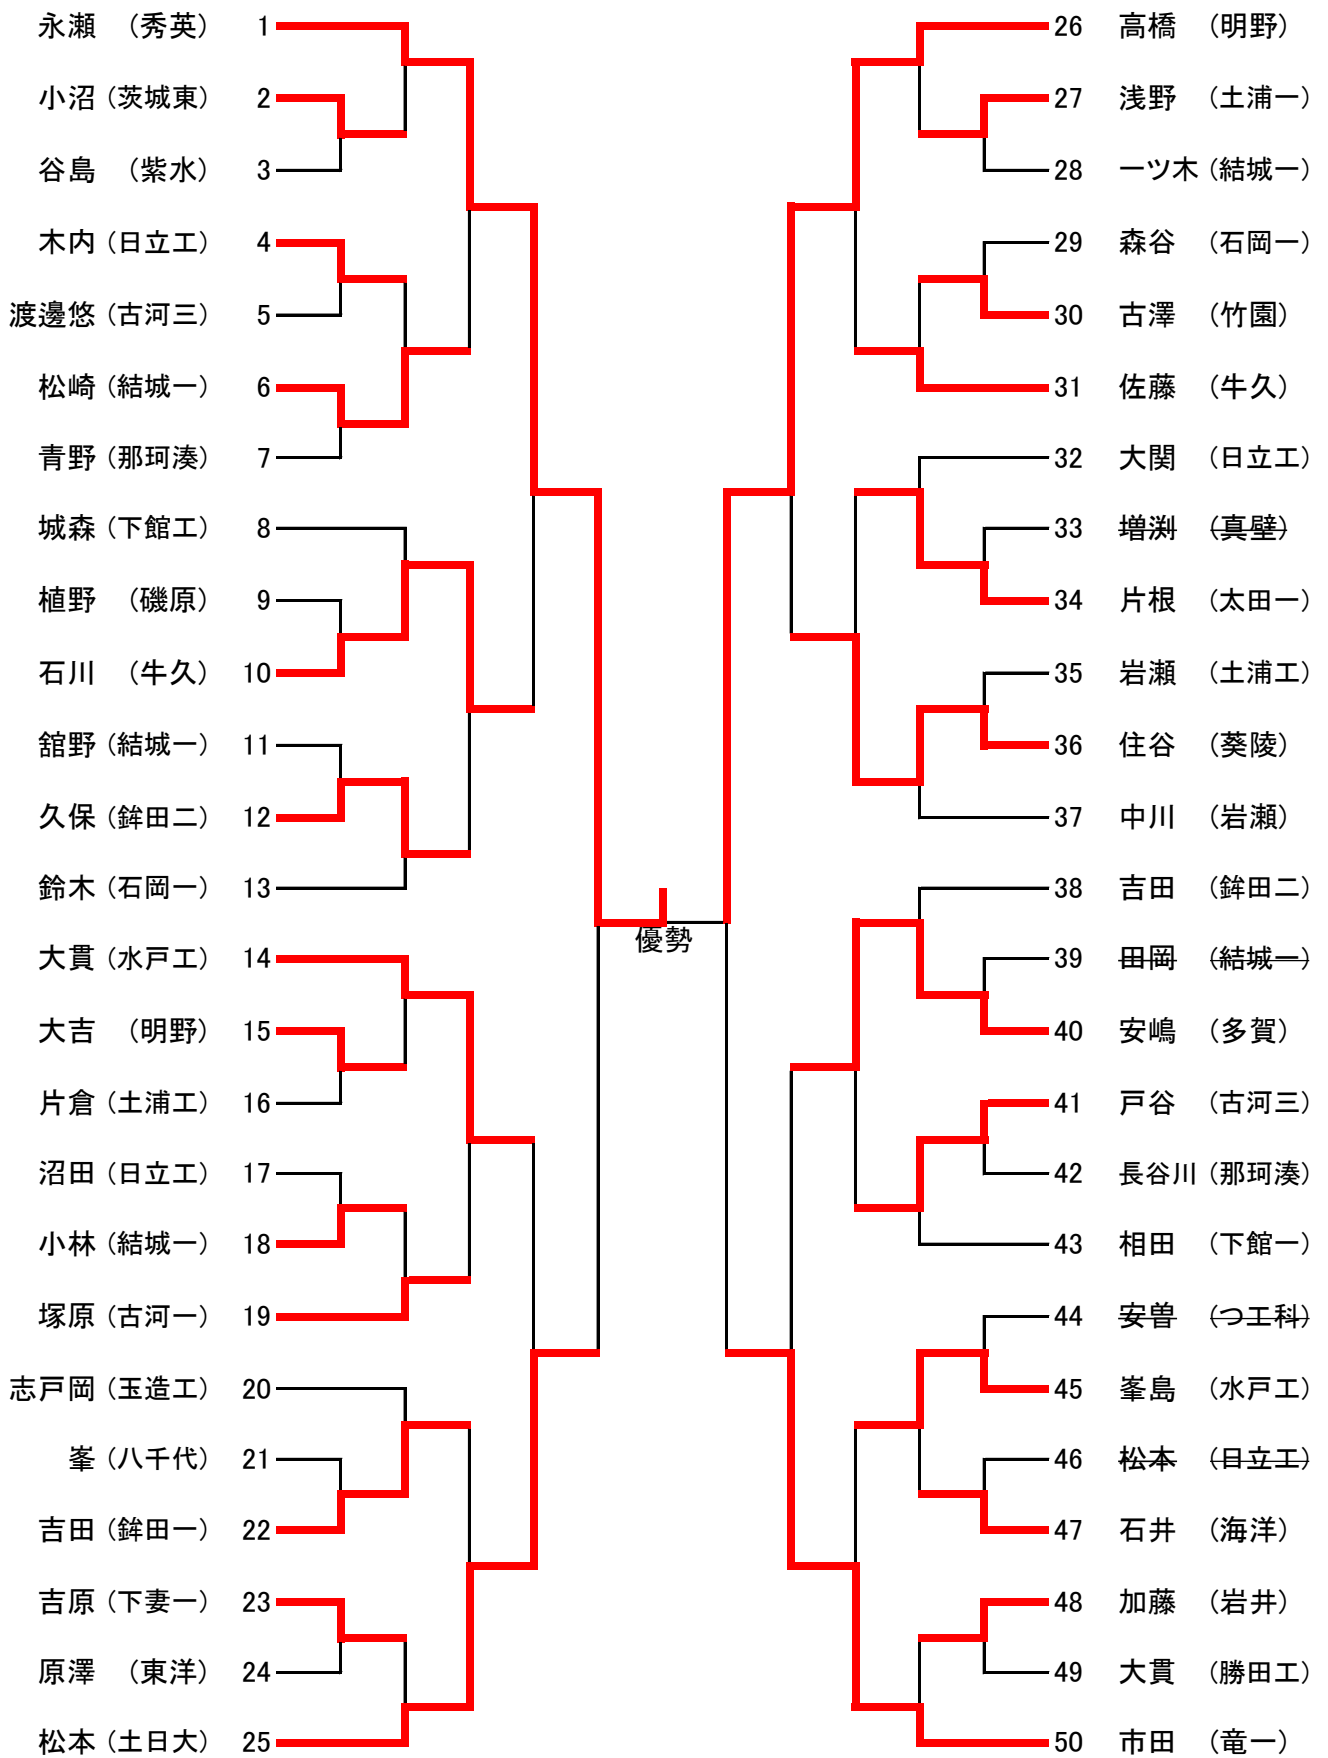 永瀬 （秀英） 1
小沼（茨城東） 2
谷島 （紫水） 3
木内（日立工） 4
渡邊悠（古河三） 5
松崎（結城一） 6
青野（那珂湊） 7
城森（下館工） 8
植野 （磯原） 9
石川 （牛久） 10
舘野（結城一） 11
久保（鉾田二） 12
鈴木（石岡一） 13
大貫（水戸工） 14
大吉 （明野） 15
片倉（土浦工） 16
沼田（日立工） 17
小林（結城一） 18
塚原（古河一） 19
志戸岡（玉造工） 20
峯（八千代） 21
吉田（鉾田一） 22
吉原（下妻一） 23
原澤 （東洋） 24
松本（土日大） 25
優勢
26 高橋 （明野）
27 浅野 （土浦一）
28 一ツ木（結城一）
29 森谷 （石岡一）
30 古澤 （竹園）
31 佐藤 （牛久）
32 大関 （日立工）
33 増渕 （真壁）
34 片根 （太田一）
35 岩瀬 （土浦工）
36 住谷 （葵陵）
37 中川 （岩瀬）
38 吉田 （鉾田二）
39 田岡 （結城一）
40 安嶋 （多賀）
41 戸谷 （古河三）
42 長谷川（那珂湊）
43 相田 （下館一）
44 安曽 （つ工科）
45 峯島 （水戸工）
46 松本 （日立工）
47 石井 （海洋）
48 加藤 （岩井）
49 大貫 （勝田工）
50 市田 （竜一）